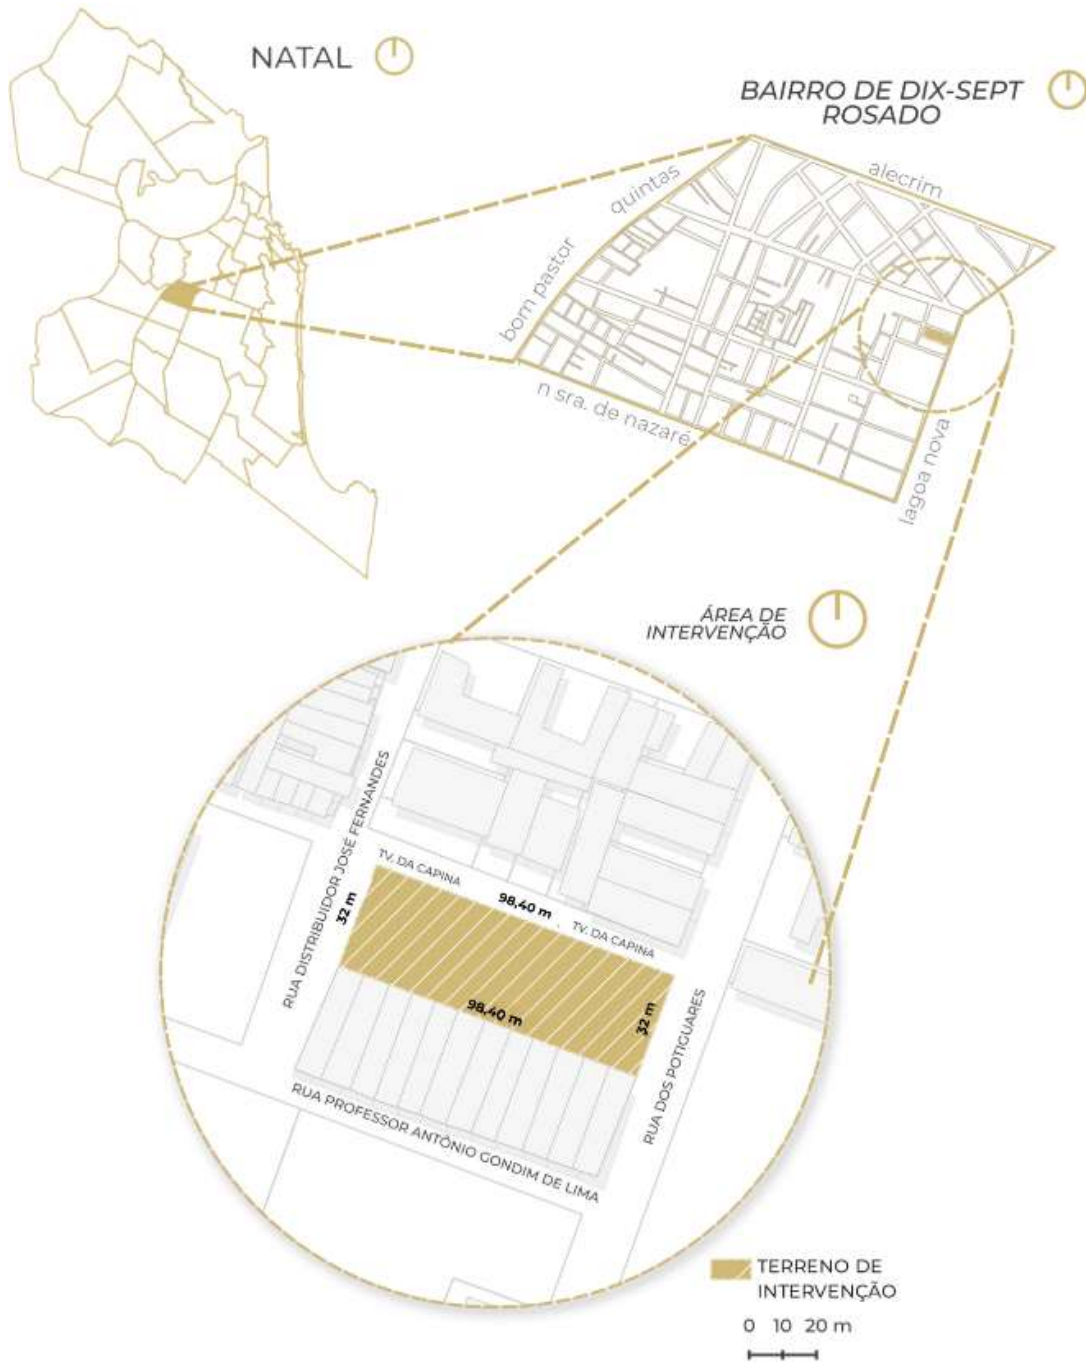 NATAL
BAIRRO DE DIX-SEPT
ROSADO
alecrim
quintas
bom pastor
n sra. de nazaré
lagoa nova
ÁREA DE
INTERVENÇÃO
RUA DISTRIBUIDOR JOSÉ FERNANDES
TV. DA CAPINA
98,40 m
TV. DA CAPINA
32 m
98,40 m
32 m
RUA DOS POTIGUARES
RUA PROFESSOR ANTÔNIO GONDIM DE LIMA
TERRENO DE
INTERVENÇÃO
0 10 20 m